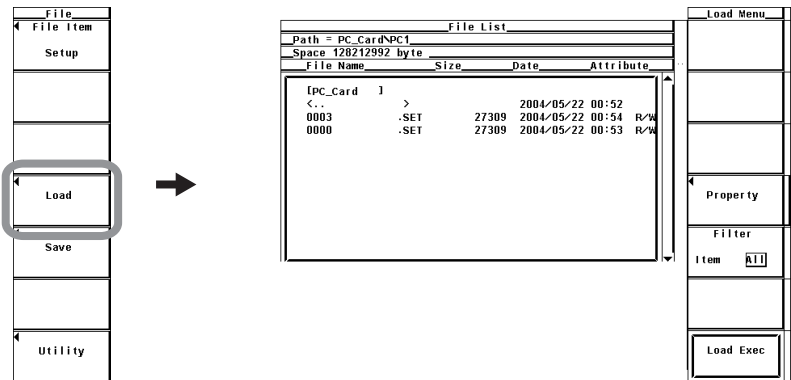 File
File Item
Setup
Load
Save
Utility
File List
Path = PC_Card\PC1
Space 128212992 byte
File Name Size Date Attribute
[PC_Card ]
<.. > 2004/05/22 00:52
0003 .SET 27309 2004/05/22 00:54 R/W
0000 .SET 27309 2004/05/22 00:53 R/W
Load Menu
Property
Filter
Item All
Load Exec